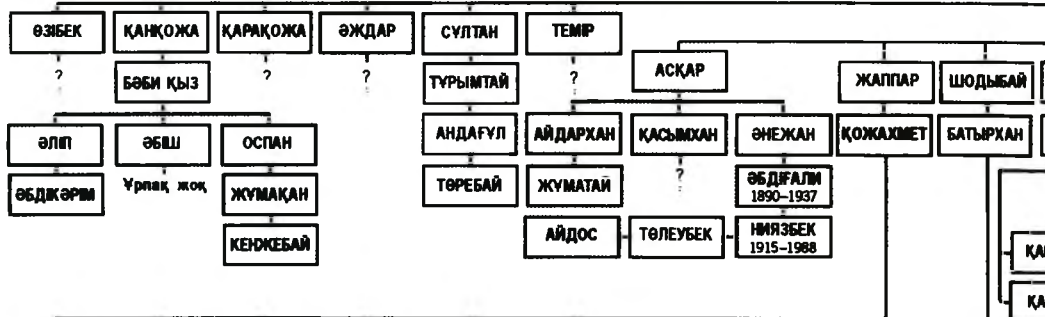 ӨЗІБЕК ҚАНҚОЖА ҚАРАҚОЖА ӘЖДАР СҰЛТАН ТЕМІР
АСҚАР ЖАППАР ШОДЫБАЙ
? БӘБИ ҚЫЗ ? ? ТҰРЫМТАЙ ?
ӘЛІП ӘБІШ ОСПАН АНДАҒҰЛ АЙДАРХАН ҚАСЫМХАН ӘНЕЖАН ҚОЖАХМЕТ БАТЫРХАН
ӘБДІКӘРІМ Ұрпақ жоқ ЖҰМАҚАН ТӨРЕБАЙ ЖҰМАТАЙ ? ӘБДІҒАЛИ
1890–1937
КЕНЖЕБАЙ АЙДОС ТӨЛЕУБЕК НИЯЗБЕК
1915–1988